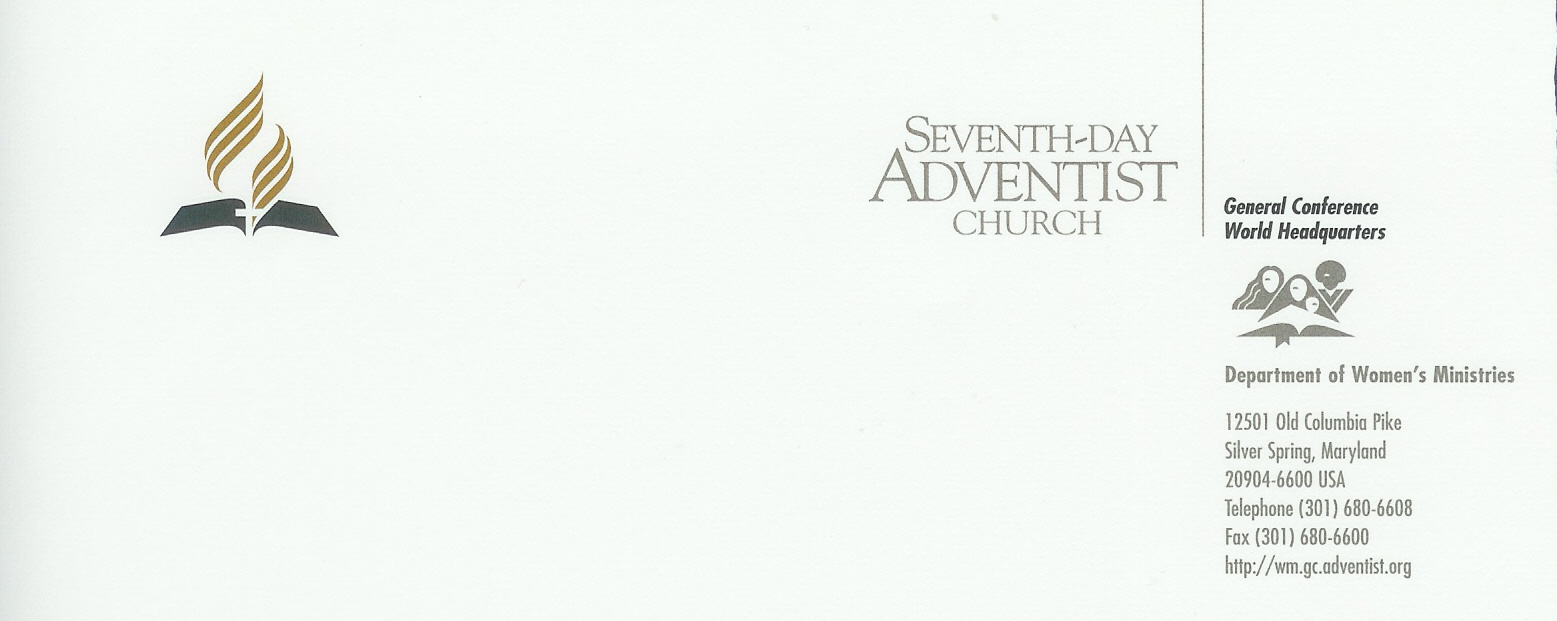 SEVENTH-DAY
ADVENTIST
CHURCH
General Conference
World Headquarters
Department of Women's Ministries
12501 Old Columbia Pike
Silver Spring, Maryland
20904-6600 USA
Telephone (301) 680-6608
Fax (301) 680-6600
http://wm.gc.adventist.org